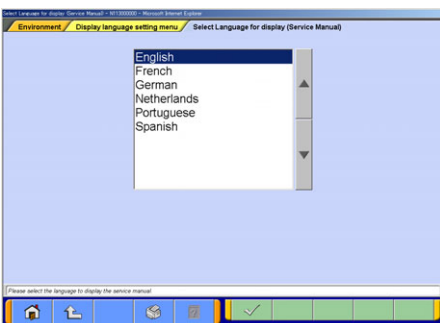 Select Language for display (Service Manual) - N113000000 - Microsoft Internet Explorer
Environment Display language setting menu Select Language for display (Service Manual)
English
French
German
Netherlands
Portuguese
Spanish
Please select the language to display the service manual.